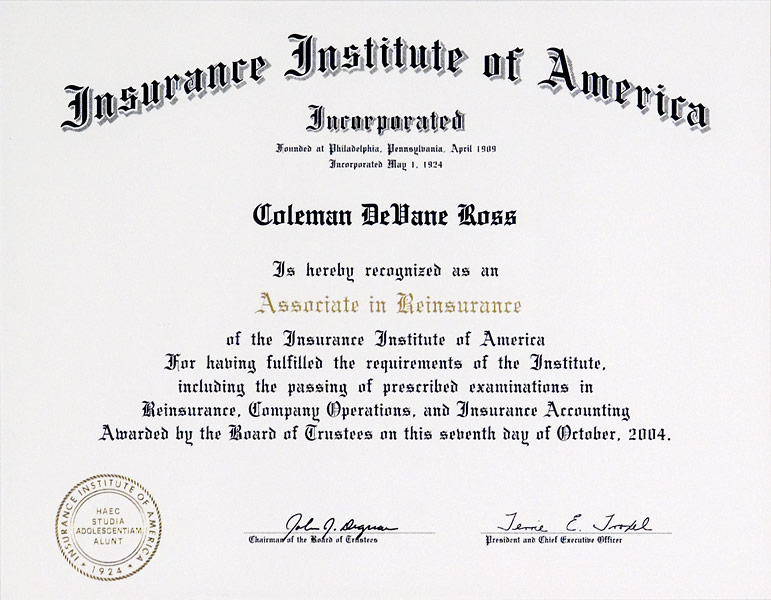 Insurance Institute of America
Incorporated
Founded at Philadelphia, Pennsylvania, April 1909
Incorporated May 1, 1924
Coleman DeVane Ross
Is hereby recognized as an
Associate in Reinsurance
of the Insurance Institute of America
For having fulfilled the requirements of the Institute,
including the passing of prescribed examinations in
Reinsurance, Company Operations, and Insurance Accounting
Awarded by the Board of Trustees on this seventh day of October, 2004.
INSURANCE INSTITUTE OF AMERICA
HAEC
STUDIA
ADOLESCENTIAM
ALUNT
1924
John J. Degnan
Chairman of the Board of Trustees
Terrie E. Troxel
President and Chief Executive Officer